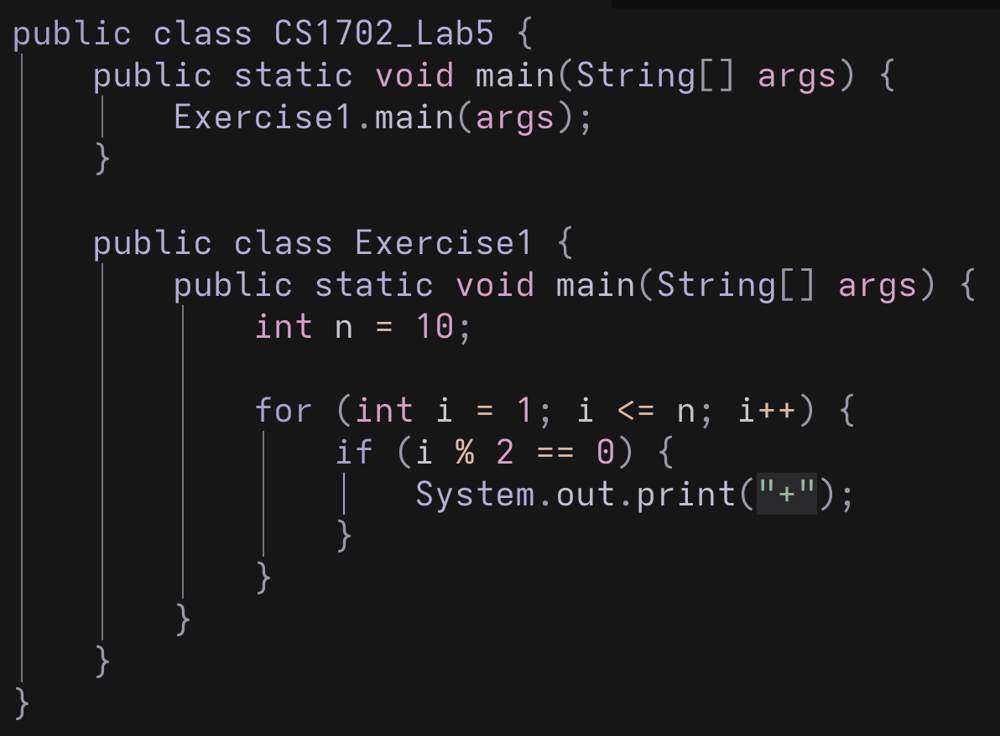 public class CS1702_Lab5 {
    public static void main(String[] args) {
        Exercise1.main(args);
    }

    public class Exercise1 {
        public static void main(String[] args) {
            int n = 10;

            for (int i = 1; i <= n; i++) {
                if (i % 2 == 0) {
                    System.out.print("+");
                }
            }
        }
    }
}